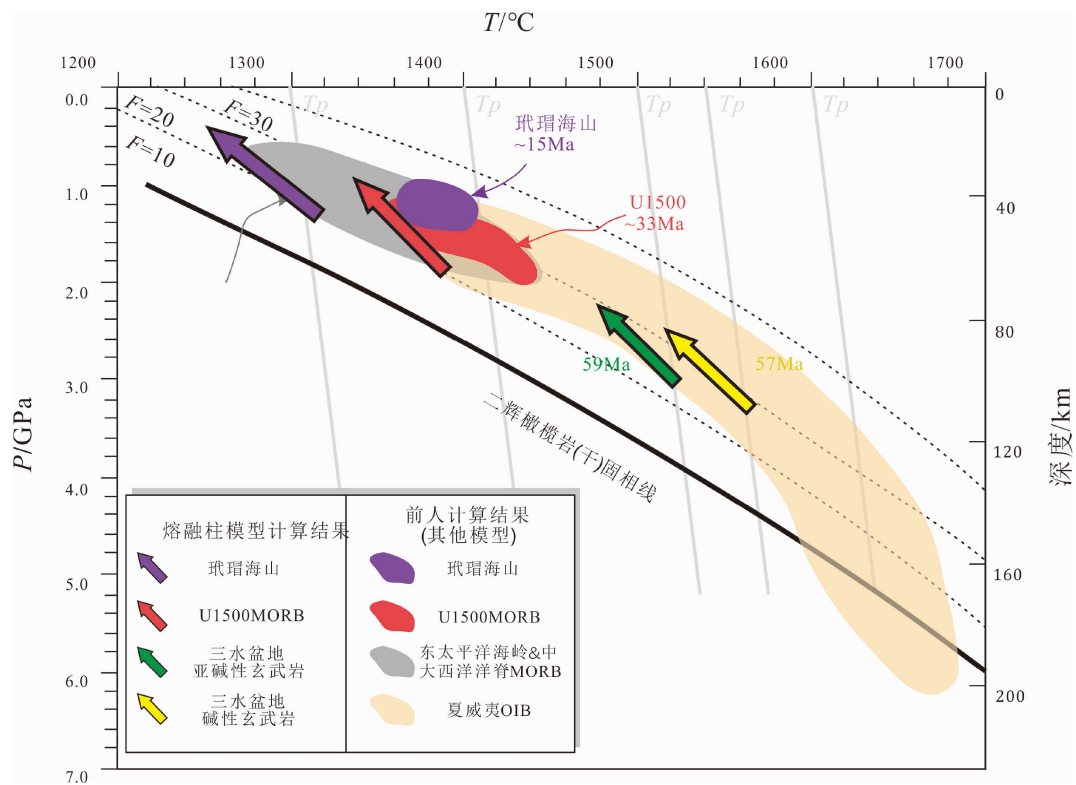 T/°C
1200 1300 1400 1500 1600 1700
0.0
1.0
2.0
3.0
4.0
5.0
6.0
7.0
P/GPa
0
40
80
120
160
200
深度/km
F=20
F=30
F=10
Tp Tp Tp Tp Tp
玳瑁海山
~15Ma
U1500
~33Ma
59Ma
57Ma
二辉橄榄岩(干)固相线
熔融柱模型计算结果
玳瑁海山
U1500MORB
三水盆地
亚碱性玄武岩
三水盆地
碱性玄武岩
前人计算结果
(其他模型)
玳瑁海山
U1500MORB
东太平洋海岭&中
大西洋洋脊MORB
夏威夷OIB